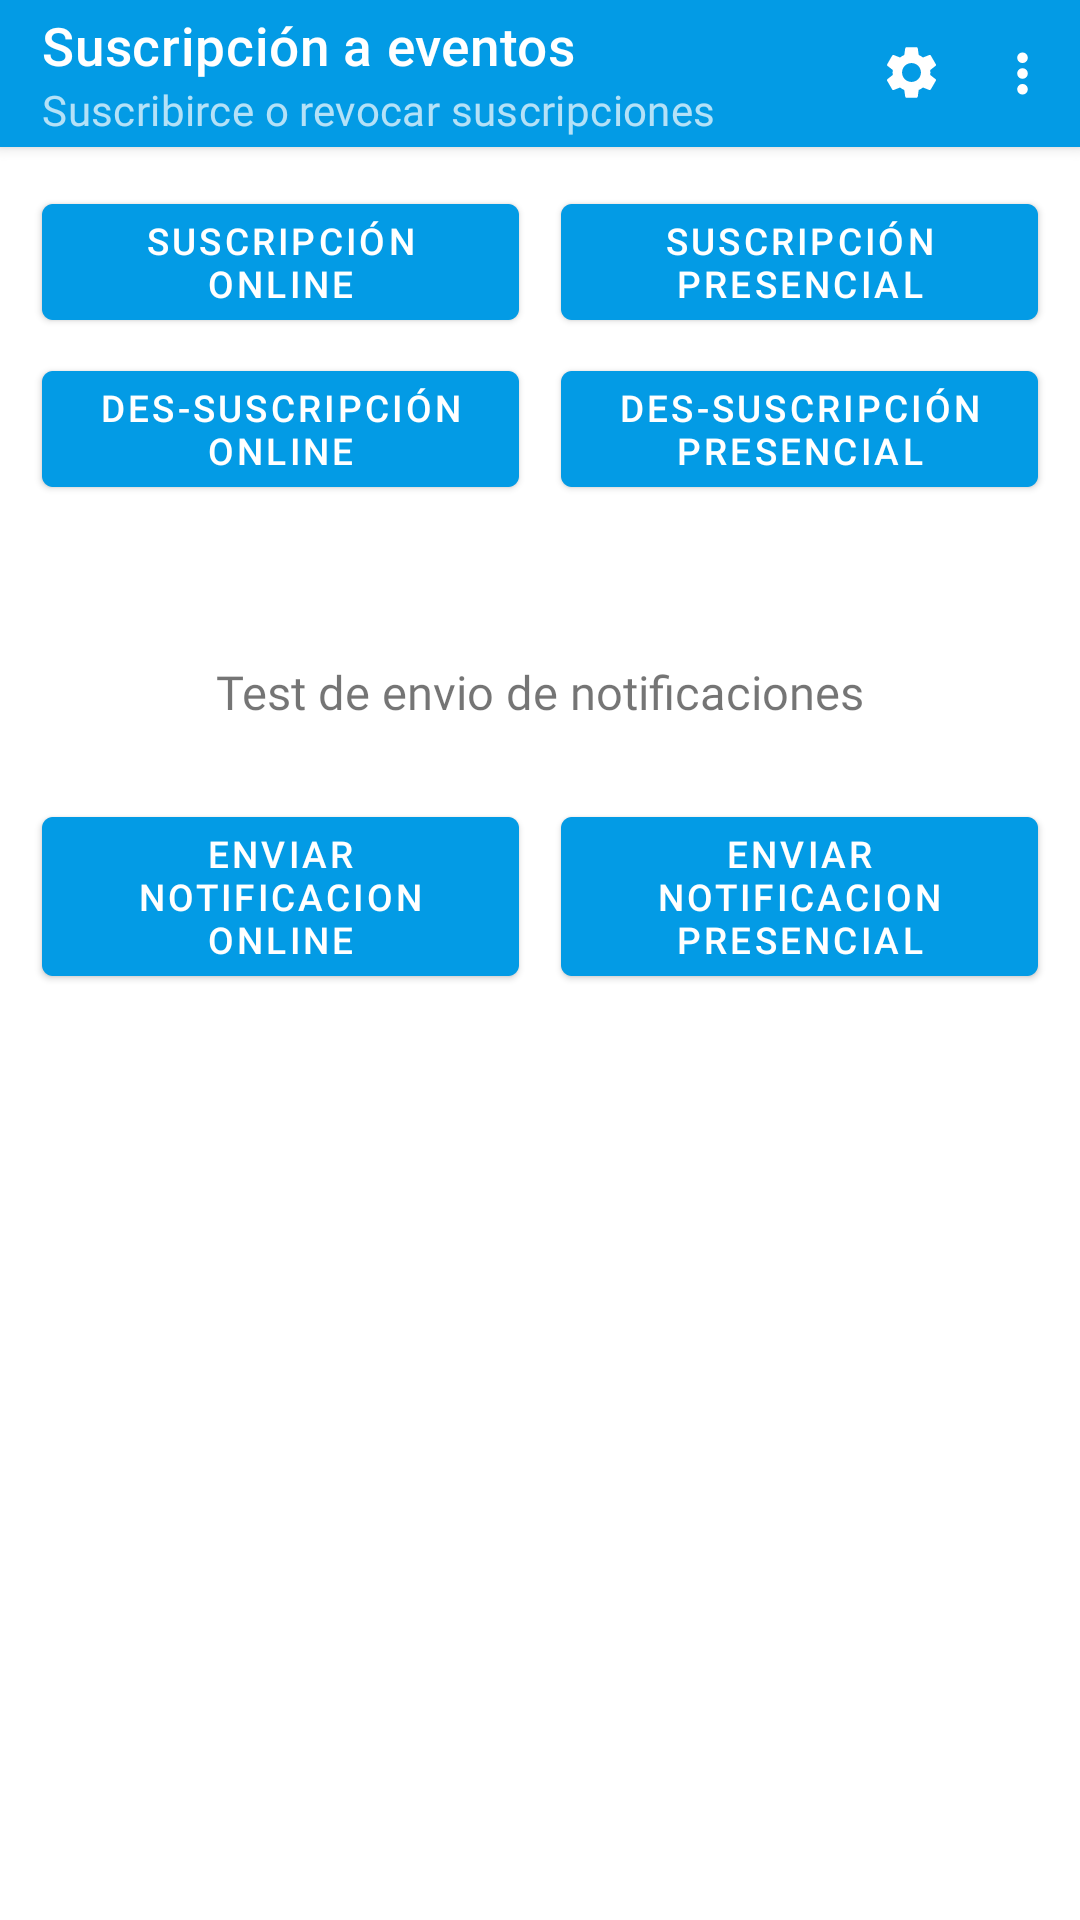 Suscripción a eventos
Suscribirce o revocar suscripciones
SUSCRIPCIÓN
ONLINE
SUSCRIPCIÓN
PRESENCIAL
DES-SUSCRIPCIÓN
ONLINE
DES-SUSCRIPCIÓN
PRESENCIAL
Test de envio de notificaciones
ENVIAR
NOTIFICACION
ONLINE
ENVIAR
NOTIFICACION
PRESENCIAL